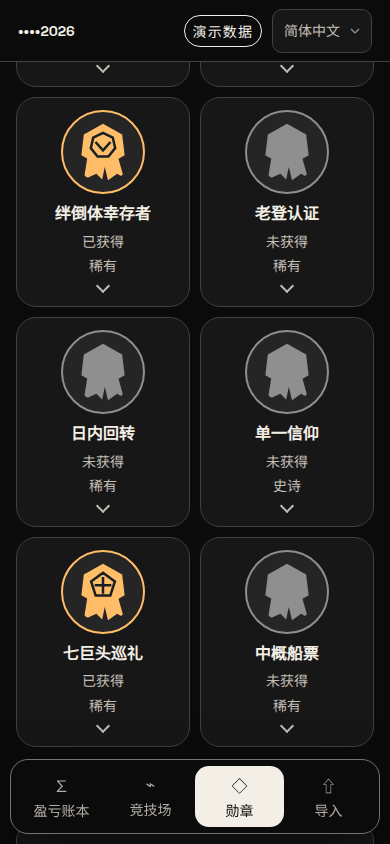 ••••2026
演示数据
简体中文
绊倒体幸存者
老登认证
已获得
未获得
稀有
稀有
日内回转
单一信仰
未获得
未获得
稀有
史诗
七巨头巡礼
中概船票
已获得
未获得
稀有
稀有
盈亏账本
竞技场
勋章
导入